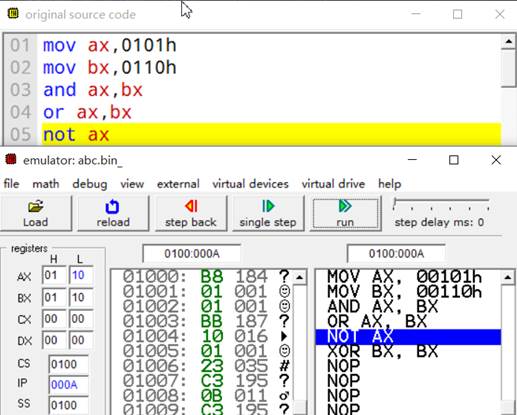 original source code
01 mov ax,0101h
02 mov bx,0110h
03 and ax,bx
04 or ax,bx
05 not ax
emulator: abc.bin_
file math debug view external virtual devices virtual drive help
Load reload step back single step run step delay ms: 0
registers 0100:000A 0100:000A
H L
AX 01 10
BX 01 10
CX 00 00
DX 00 00
CS 0100
IP 000A
SS 0100
01000: B8 184 ?
01001: 01 001 ☺
01002: 01 001 ☺
01003: BB 187 ?
01004: 10 016 ►
01005: 01 001 ☺
01006: 23 035 #
01007: C3 195 ?
01008: 0B 011 ♂
01009: C3 195 ?
MOV AX, 00101h
MOV BX, 00110h
AND AX, BX
OR AX, BX
NOT AX
XOR BX, BX
NOP
NOP
NOP
NOP